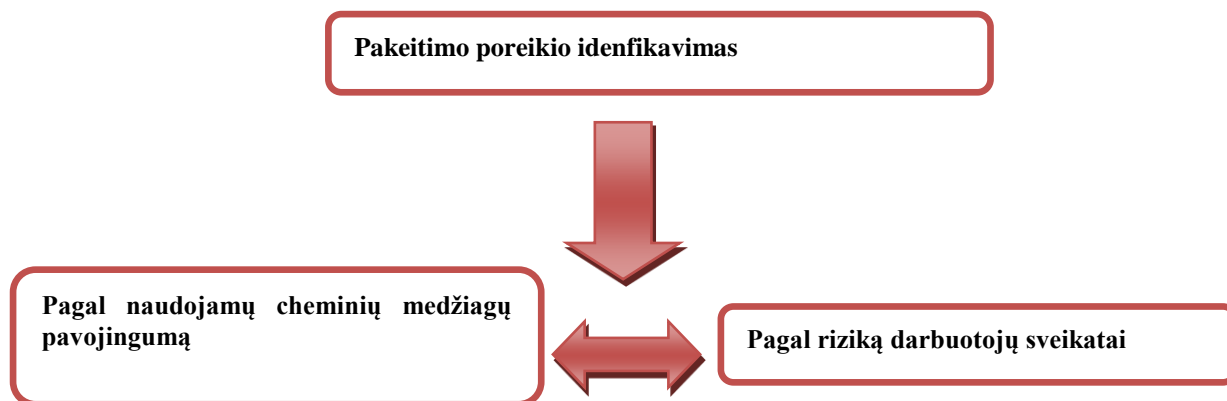 Pakeitimo poreikio idenfikavimas
Pagal naudojamų cheminių medžiagų
pavojingumą
Pagal riziką darbuotojų sveikatai